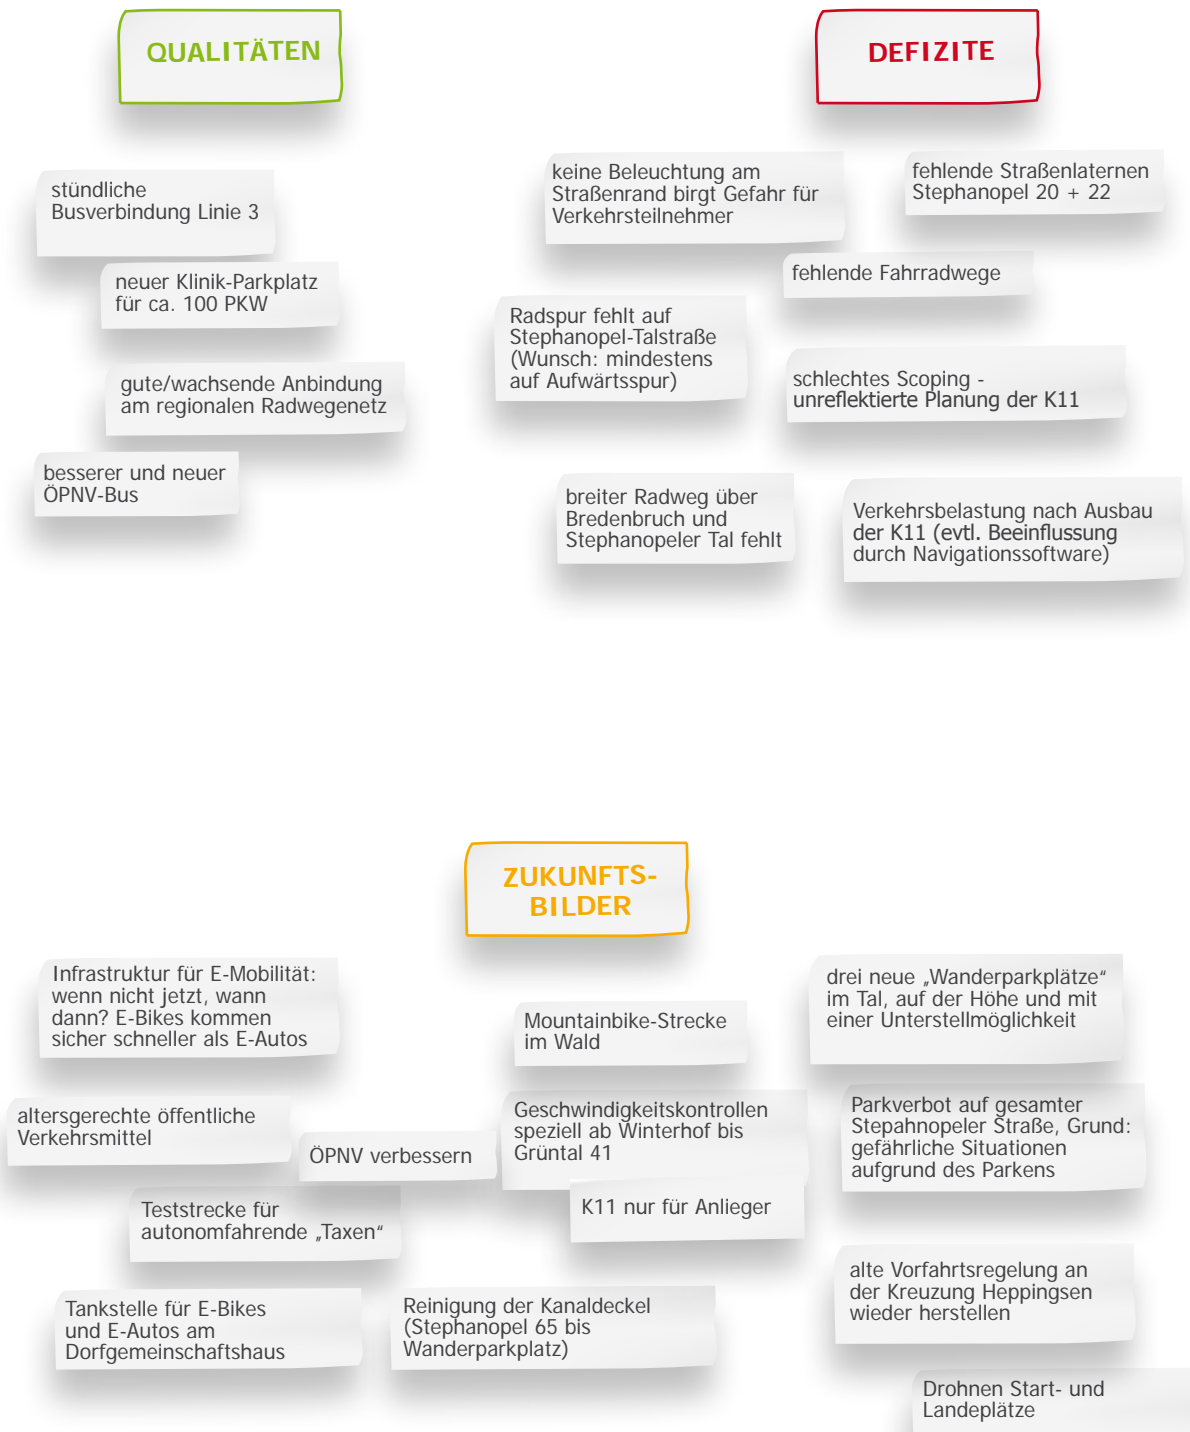 QUALITÄTEN
stündliche
Busverbindung Linie 3
neuer Klinik-Parkplatz
für ca. 100 PKW
gute/wachsende Anbindung
am regionalen Radwegenetz
besserer und neuer
ÖPNV-Bus
DEFIZITE
keine Beleuchtung am
Straßenrand birgt Gefahr für
Verkehrsteilnehmer
fehlende Straßenlaternen
Stephanopel 20 + 22
fehlende Fahrradwege
Radspur fehlt auf
Stephanopel-Talstraße
(Wunsch: mindestens
auf Aufwärtsspur)
schlechtes Scoping -
unreflektierte Planung der K11
breiter Radweg über
Bredenbruch und
Stephanopeler Tal fehlt
Verkehrsbelastung nach Ausbau
der K11 (evtl. Beeinflussung
durch Navigationssoftware)
ZUKUNFTS-
BILDER
Infrastruktur für E-Mobilität:
wenn nicht jetzt, wann
dann? E-Bikes kommen
sicher schneller als E-Autos
Mountainbike-Strecke
im Wald
drei neue „Wanderparkplätze“
im Tal, auf der Höhe und mit
einer Unterstellmöglichkeit
altersgerechte öffentliche
Verkehrsmittel
ÖPNV verbessern
Geschwindigkeitskontrollen
speziell ab Winterhof bis
Grüntal 41
Parkverbot auf gesamter
Stepahnopeler Straße, Grund:
gefährliche Situationen
aufgrund des Parkens
Teststrecke für
autonomfahrende „Taxen“
K11 nur für Anlieger
alte Vorfahrtsregelung an
der Kreuzung Heppingsen
wieder herstellen
Tankstelle für E-Bikes
und E-Autos am
Dorfgemeinschaftshaus
Reinigung der Kanaldeckel
(Stephanopel 65 bis
Wanderparkplatz)
Drohnen Start- und
Landeplätze